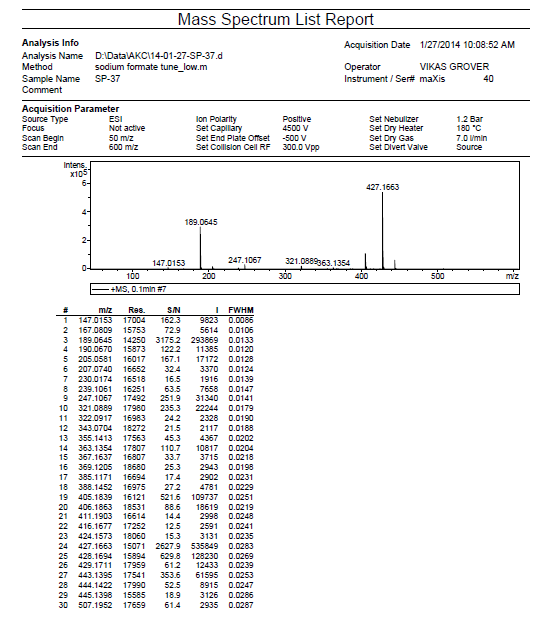 Mass Spectrum List Report
Analysis Info
Acquisition Date 1/27/2014 10:08:52 AM
Analysis Name D:\Data\AKC\14-01-27-SP-37.d
Method sodium formate tune_low.m Operator VIKAS GROVER
Sample Name SP-37 Instrument / Ser# maXis 40
Comment
Acquisition Parameter
Source Type ESI Ion Polarity Positive Set Nebulizer 1.2 Bar
Focus Not active Set Capillary 4500 V Set Dry Heater 180 °C
Scan Begin 50 m/z Set End Plate Offset -500 V Set Dry Gas 7.0 l/min
Scan End 600 m/z Set Collision Cell RF 300.0 Vpp Set Divert Valve Source
Intens.
x10⁵
6
427.1663
4
189.0645
2
147.0153 247.1067 321.0889 363.1354
0
100 200 300 400 500 m/z
+MS, 0.1min #7
# m/z Res. S/N I FWHM
1 147.0153 17004 162.3 9823 0.0086
2 167.0809 15753 72.9 5614 0.0106
3 189.0645 14250 3175.2 293869 0.0133
4 190.0670 15873 122.2 11385 0.0120
5 205.0581 16017 167.1 17172 0.0128
6 207.0740 16652 32.4 3370 0.0124
7 230.0174 16518 16.5 1916 0.0139
8 239.1061 16251 63.5 7658 0.0147
9 247.1067 17492 251.9 31340 0.0141
10 321.0889 17980 235.3 22244 0.0179
11 322.0917 16983 24.2 2328 0.0190
12 343.0704 18272 21.5 2117 0.0188
13 355.1413 17563 45.3 4367 0.0202
14 363.1354 17807 110.7 10817 0.0204
15 367.1637 16807 33.7 3715 0.0218
16 369.1205 18680 25.3 2943 0.0198
17 385.1171 16694 17.4 2902 0.0231
18 388.1452 16975 27.2 4781 0.0229
19 405.1839 16121 521.6 109737 0.0251
20 406.1863 18531 88.6 18619 0.0219
21 411.1903 16614 14.4 2998 0.0248
22 416.1677 17252 12.5 2591 0.0241
23 424.1573 18060 15.3 3131 0.0235
24 427.1663 15071 2627.9 535849 0.0283
25 428.1694 15894 629.8 128230 0.0269
26 429.1711 17959 61.2 12433 0.0239
27 443.1395 17541 353.6 61595 0.0253
28 444.1422 17990 52.5 8915 0.0247
29 445.1398 15585 18.9 3126 0.0286
30 507.1952 17659 61.4 2935 0.0287